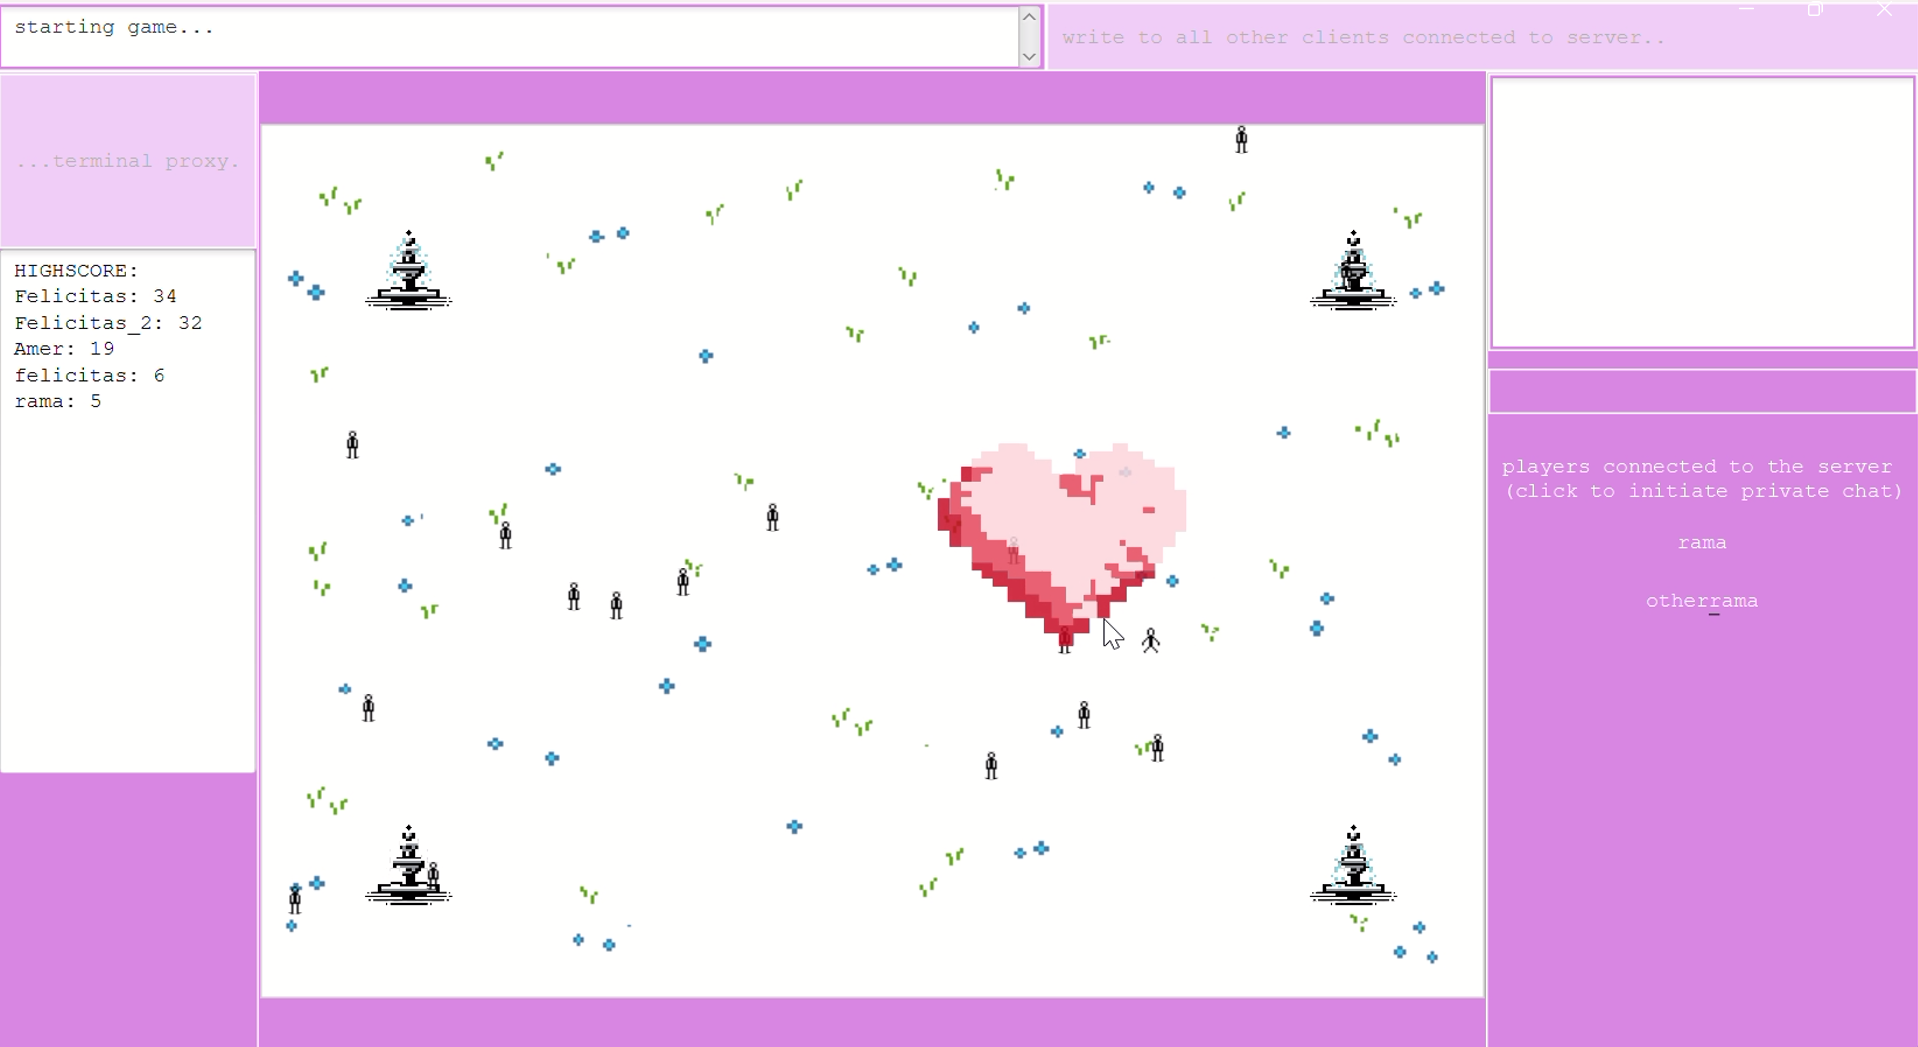 starting game...
write to all other clients connected to server..
...terminal proxy.
HIGHSCORE:
Felicitas: 34
Felicitas_2: 32
Amer: 19
felicitas: 6
rama: 5
players connected to the server
(click to initiate private chat)
rama
otherrama